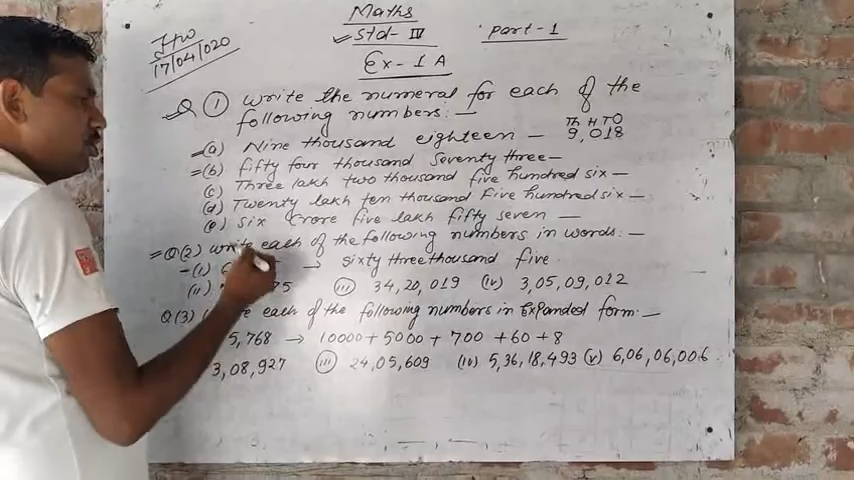 Maths
Std - IV Part - 1
17/04/020
Ex - 1 A
Q (1) write the numeral for each of the
following numbers: —
Th H T O
(a) Nine thousand eighteen — 9,018
(b) fifty four thousand Seventy three —
(c) Three lakh two thousand five hundred six —
(d) Twenty lakh ten thousand Five hundred six —
(e) Six Crore five lakh fifty seven —
Q(2) write each of the following numbers in words: —
(i) → sixty three thousand five
(ii) 75 (iii) 34,20,019 (iv) 3,05,09,012
Q(3) write each of the following numbers in Expanded form —
5,768 → 10000 + 5000 + 700 + 60 + 8
3,08,927 (iii) 24,05,609 (iv) 5,36,18,493 (v) 6,06,06,006